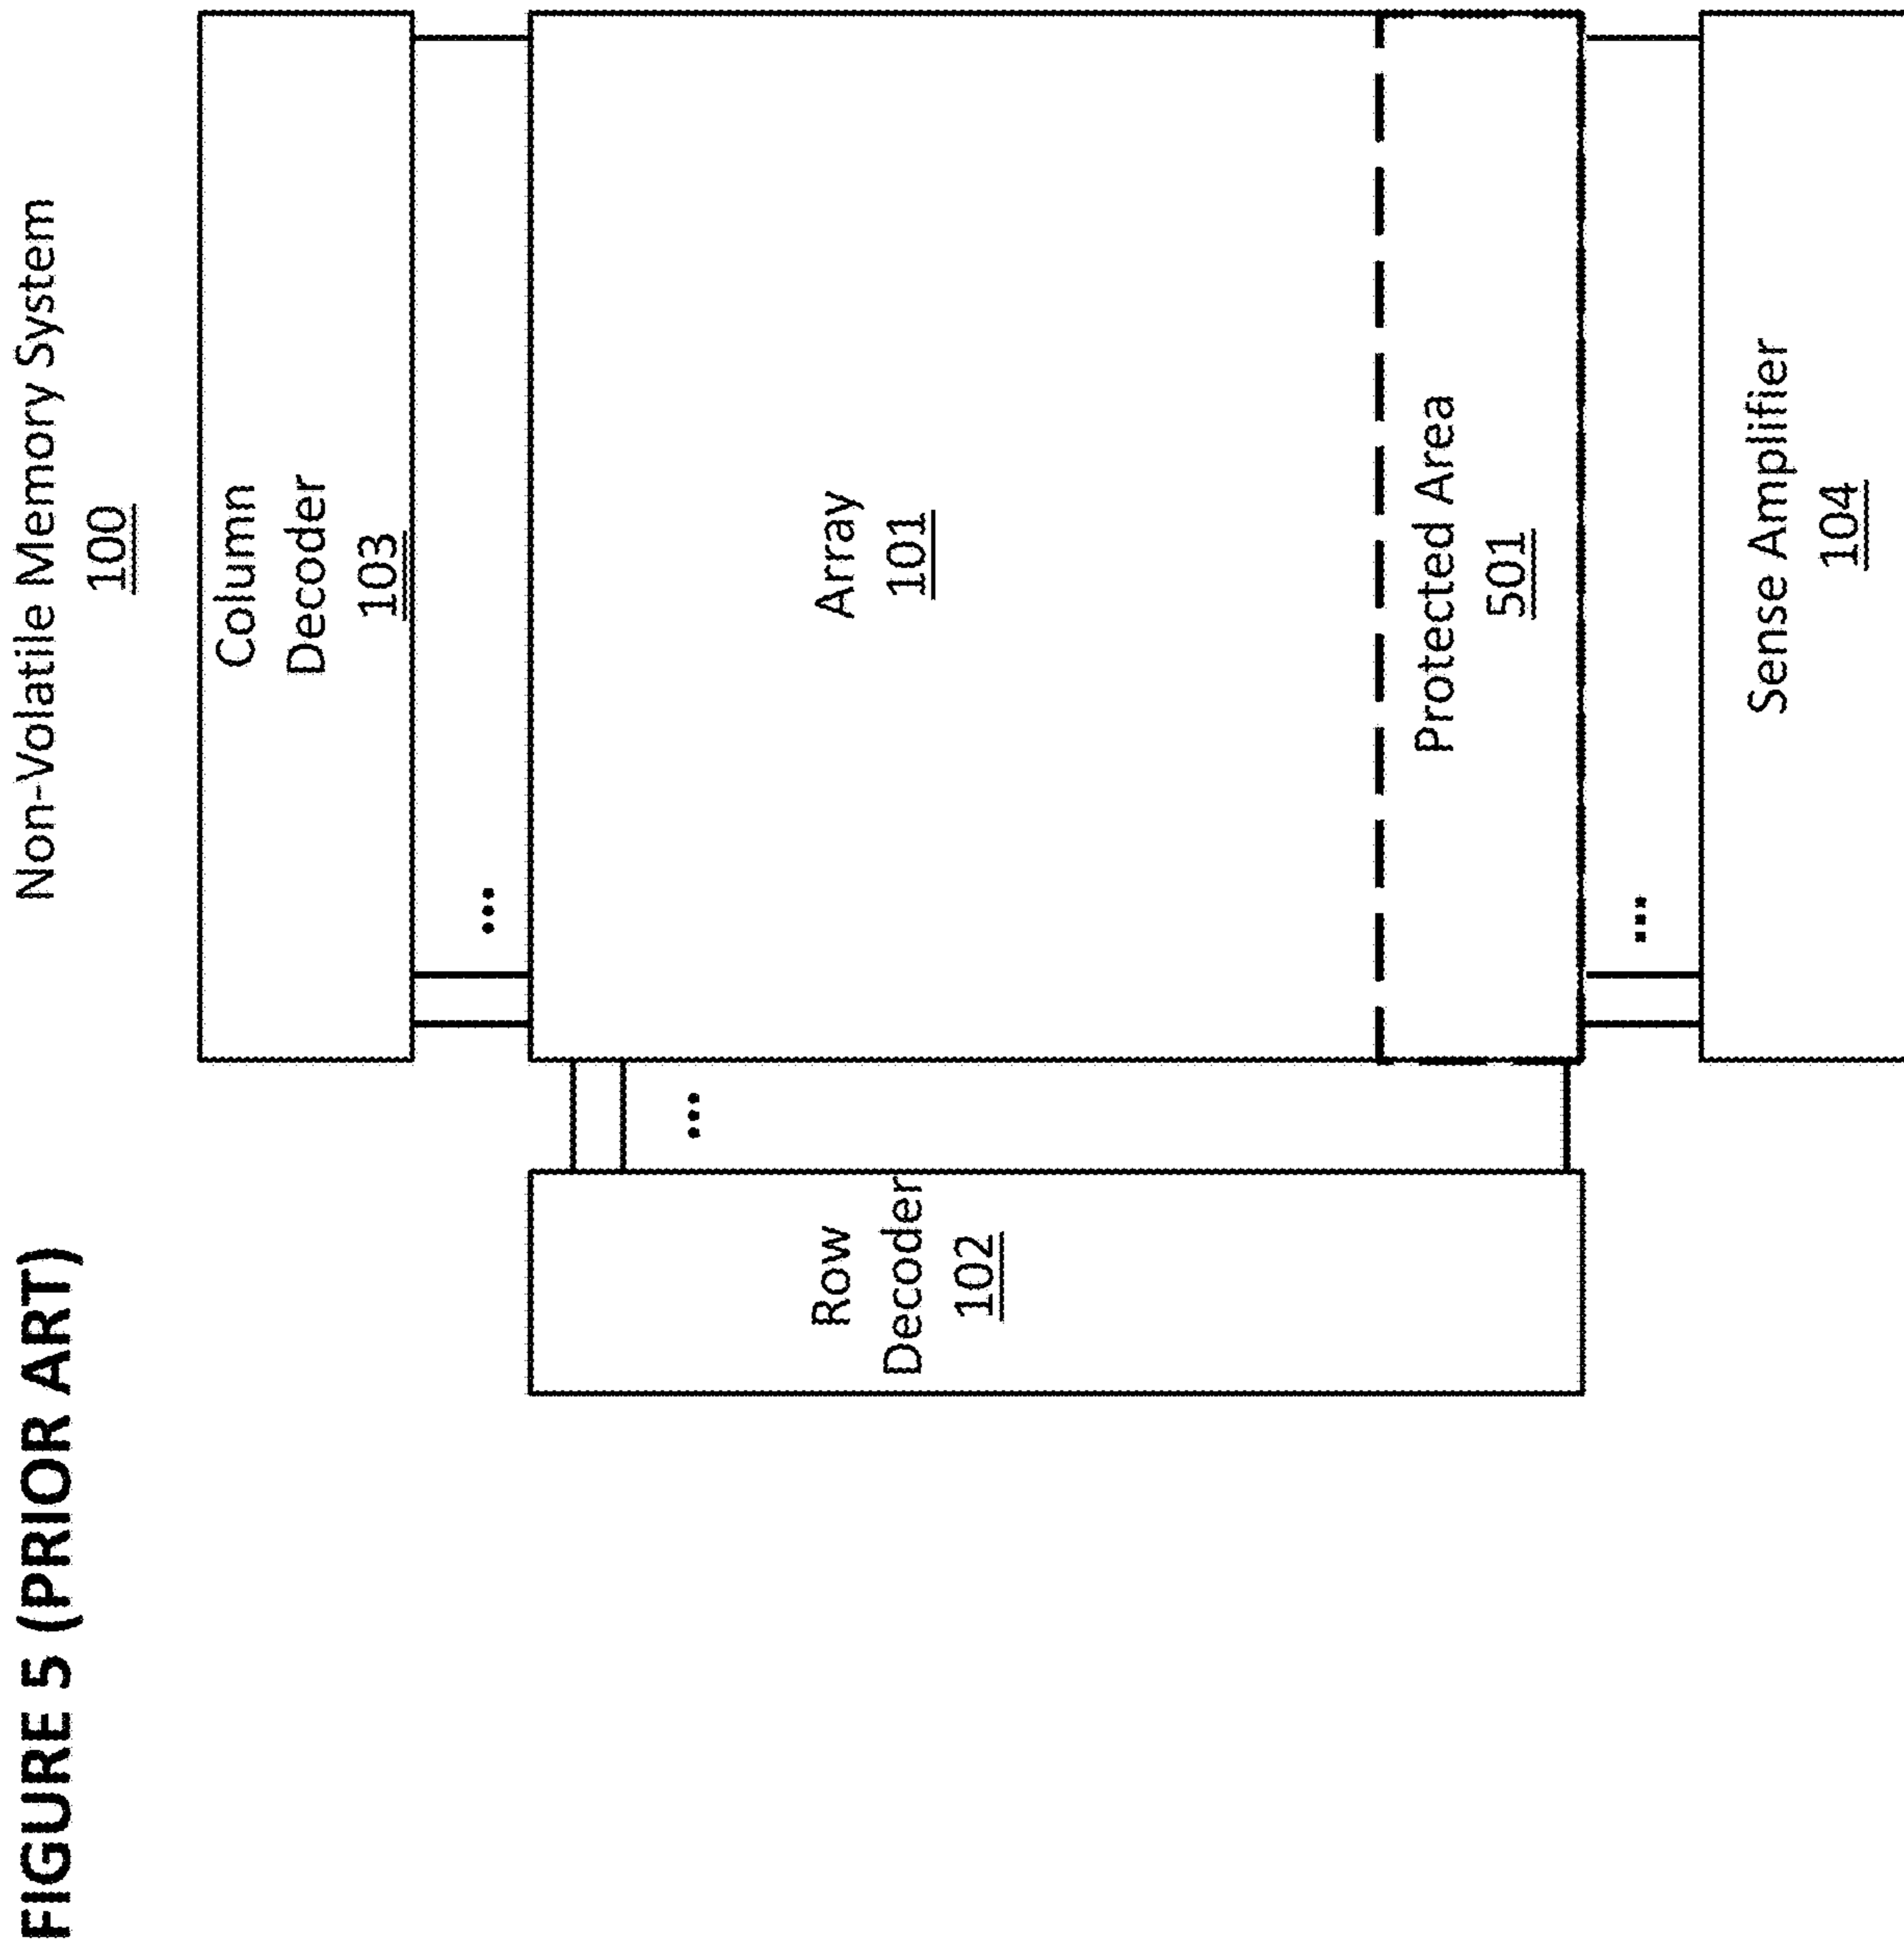 FIGURE 5 (PRIOR ART)
Non-Volatile Memory System
100
Column
Decoder
103
Row
Decoder
102
Array
101
Protected Area
501
Sense Amplifier
104